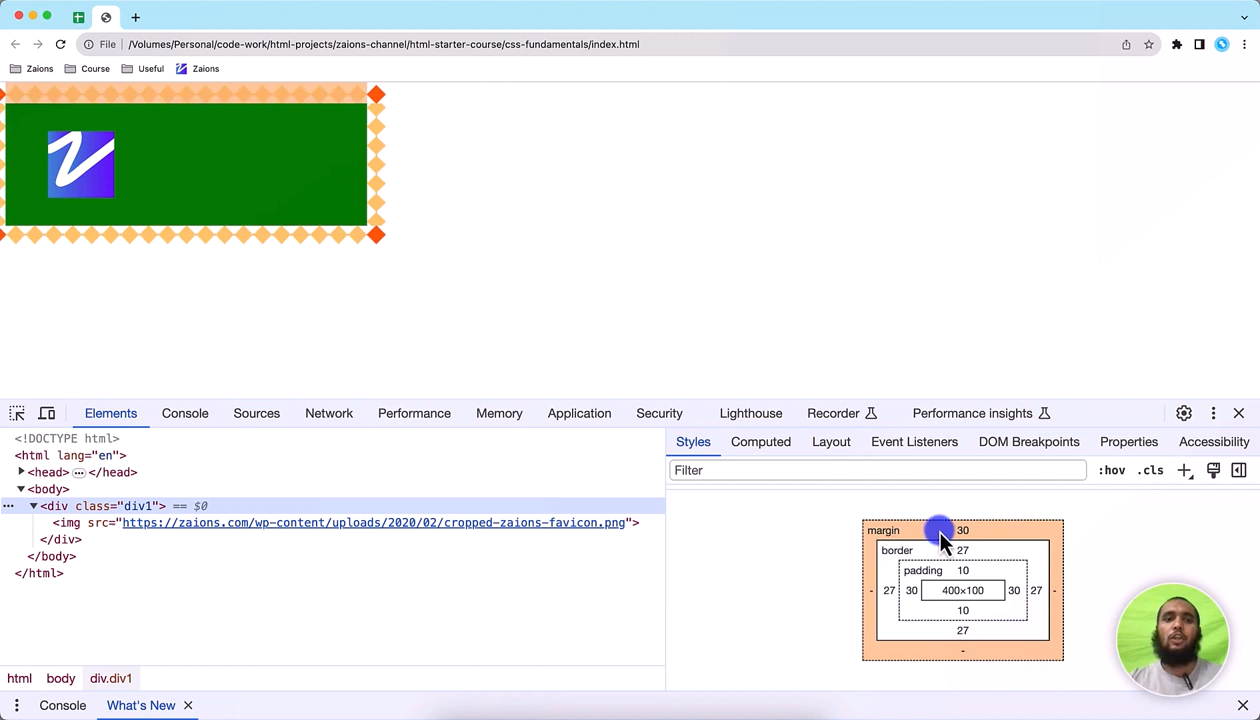 File /Volumes/Personal/code-work/html-projects/zaions-channel/html-starter-course/css-fundamentals/index.html
Zaions Course Useful Zaions
Elements Console Sources Network Performance Memory Application Security Lighthouse Recorder Performance insights
<!DOCTYPE html>
<html lang="en">
<head> ... </head>
<body>
<div class="div1"> == $0
<img src="https://zaions.com/wp-content/uploads/2020/02/cropped-zaions-favicon.png">
</div>
</body>
</html>
html body div.div1
Styles Computed Layout Event Listeners DOM Breakpoints Properties Accessibility
Filter :hov .cls
margin 30
border 27
padding 10
- 27 30 400×100 30 27 -
10
27
-
Console What's New